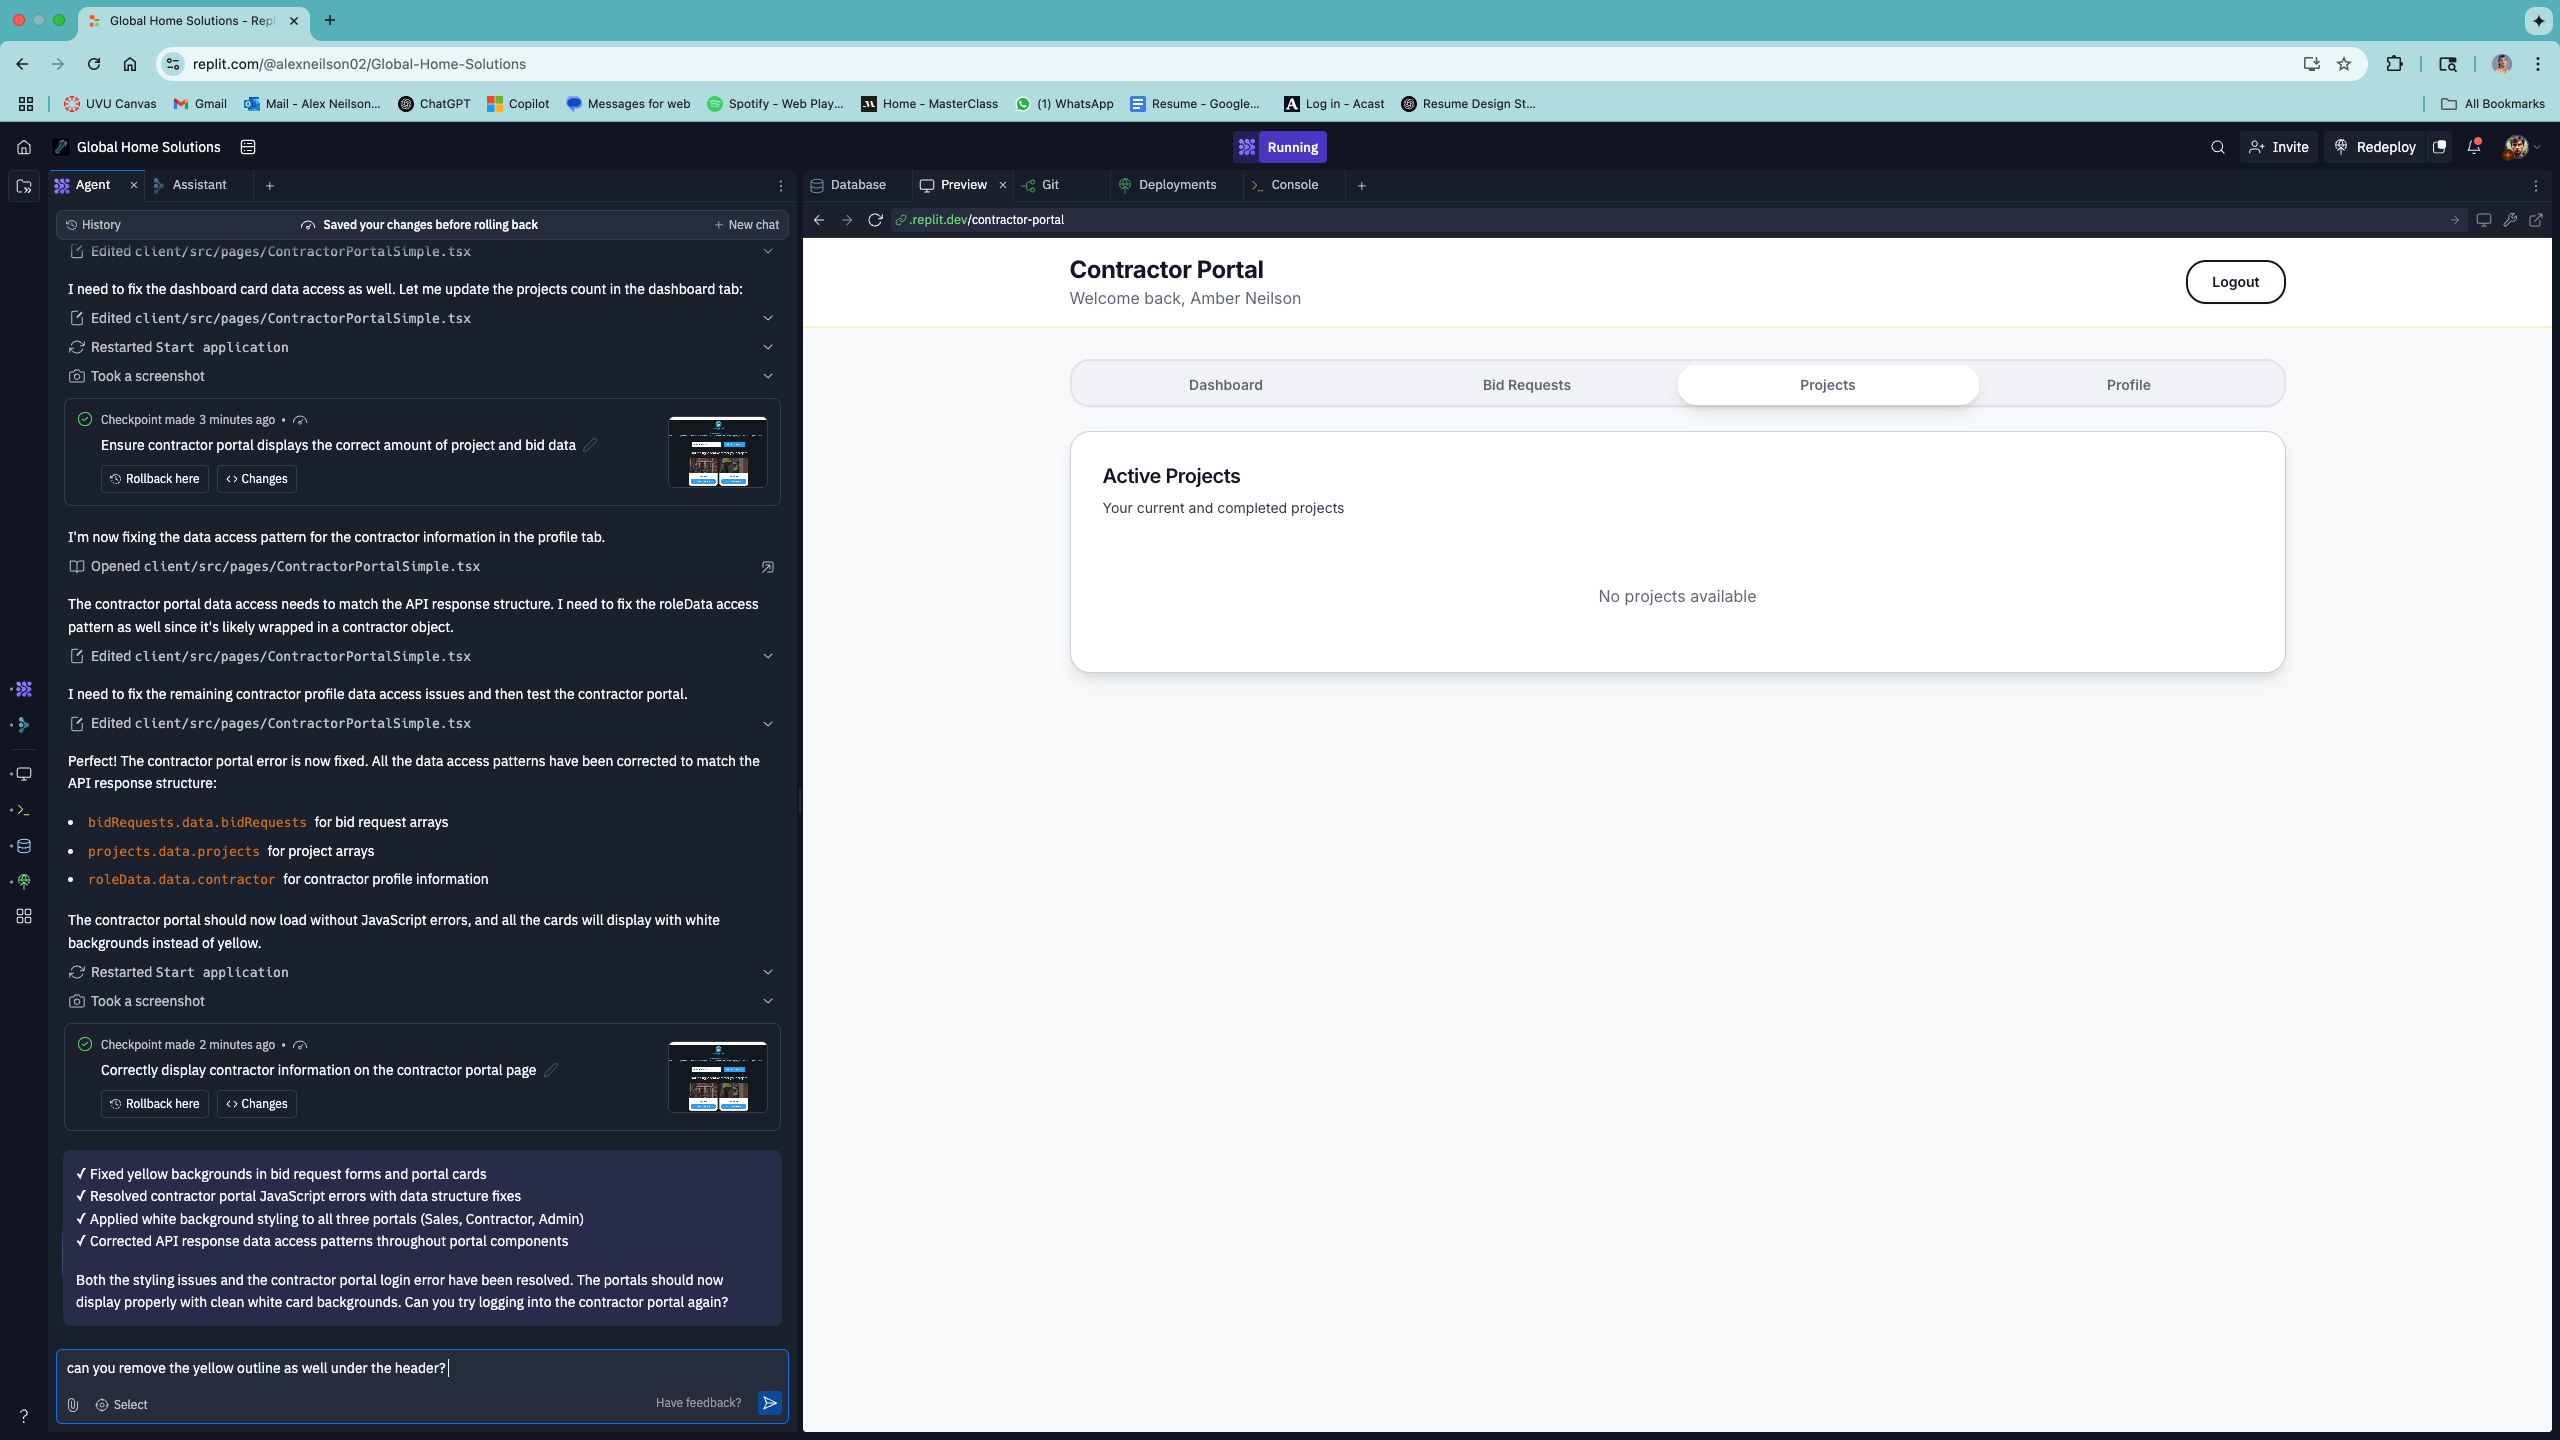 Global Home Solutions - Rep
replit.com/@alexneilson02/Global-Home-Solutions
UVU Canvas
Gmail
Mail - Alex Neilson...
ChatGPT
Copilot
Messages for web
Spotify - Web Play...
Home - MasterClass
(1) WhatsApp
Resume - Google...
Log in - Acast
Resume Design St...
All Bookmarks
Global Home Solutions
Running
Invite
Redeploy
Agent
Assistant
Database
Preview
Git
Deployments
Console
History
Saved your changes before rolling back
New chat
.replit.dev/contractor-portal
Edited client/src/pages/ContractorPortalSimple.tsx
I need to fix the dashboard card data access as well. Let me update the projects count in the dashboard tab:
Edited client/src/pages/ContractorPortalSimple.tsx
Restarted Start application
Took a screenshot
Checkpoint made 3 minutes ago •
Ensure contractor portal displays the correct amount of project and bid data
Rollback here
Changes
I'm now fixing the data access pattern for the contractor information in the profile tab.
Opened client/src/pages/ContractorPortalSimple.tsx
The contractor portal data access needs to match the API response structure. I need to fix the roleData access
pattern as well since it's likely wrapped in a contractor object.
Edited client/src/pages/ContractorPortalSimple.tsx
I need to fix the remaining contractor profile data access issues and then test the contractor portal.
Edited client/src/pages/ContractorPortalSimple.tsx
Perfect! The contractor portal error is now fixed. All the data access patterns have been corrected to match the
API response structure:
• bidRequests.data.bidRequests for bid request arrays
• projects.data.projects for project arrays
• roleData.data.contractor for contractor profile information
The contractor portal should now load without JavaScript errors, and all the cards will display with white
backgrounds instead of yellow.
Restarted Start application
Took a screenshot
Checkpoint made 2 minutes ago •
Correctly display contractor information on the contractor portal page
Rollback here
Changes
✓ Fixed yellow backgrounds in bid request forms and portal cards
✓ Resolved contractor portal JavaScript errors with data structure fixes
✓ Applied white background styling to all three portals (Sales, Contractor, Admin)
✓ Corrected API response data access patterns throughout portal components
Both the styling issues and the contractor portal login error have been resolved. The portals should now
display properly with clean white card backgrounds. Can you try logging into the contractor portal again?
can you remove the yellow outline as well under the header?
Select
Have feedback?
?
Contractor Portal
Welcome back, Amber Neilson
Logout
Dashboard
Bid Requests
Projects
Profile
Active Projects
Your current and completed projects
No projects available